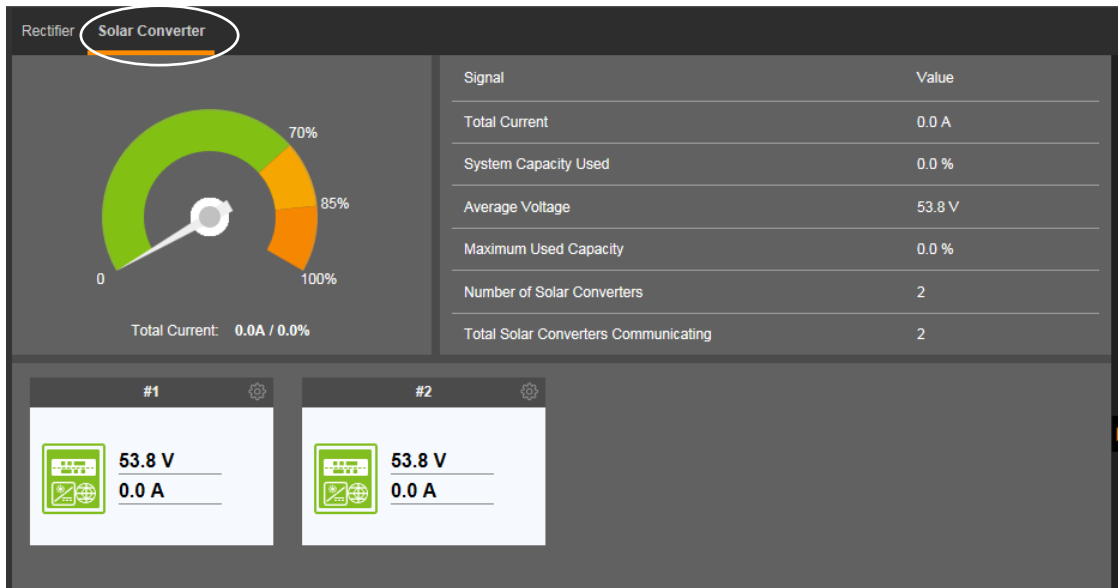 Rectifier Solar Converter
70%
85%
0
100%
Total Current: 0.0A / 0.0%
Signal Value
Total Current 0.0 A
System Capacity Used 0.0 %
Average Voltage 53.8 V
Maximum Used Capacity 0.0 %
Number of Solar Converters 2
Total Solar Converters Communicating 2
#1
53.8 V
0.0 A
#2
53.8 V
0.0 A